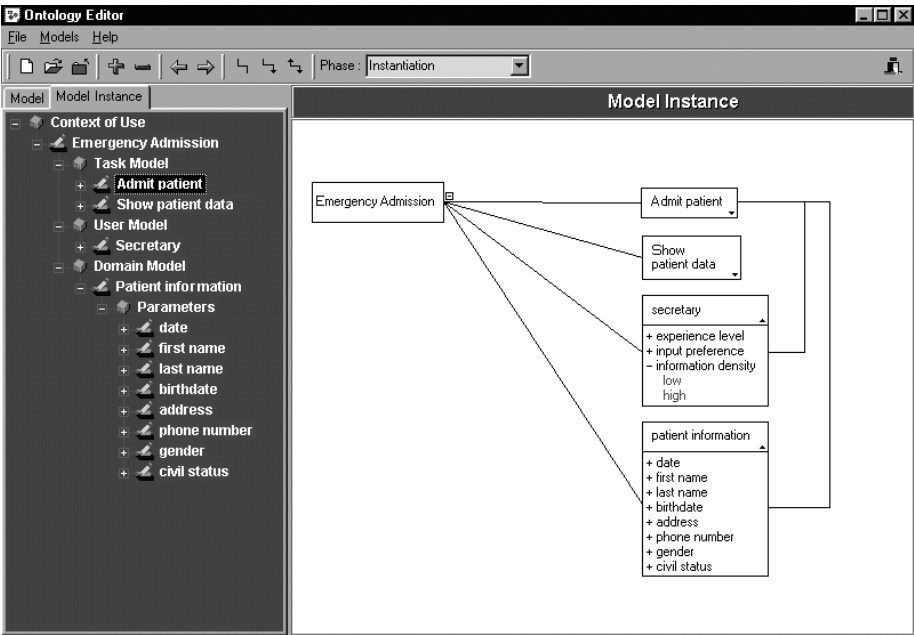 Ontology Editor
File Models Help
Phase : Instantiation
Model Model Instance
Context of Use
Emergency Admission
Task Model
Admit patient
Show patient data
User Model
Secretary
Domain Model
Patient information
Parameters
date
first name
last name
birthdate
address
phone number
gender
civil status
Model Instance
Emergency Admission
Admit patient
Show
patient data
secretary
+ experience level
+ input preference
– information density
low
high
patient information
+ date
+ first name
+ last name
+ birthdate
+ address
+ phone number
+ gender
+ civil status